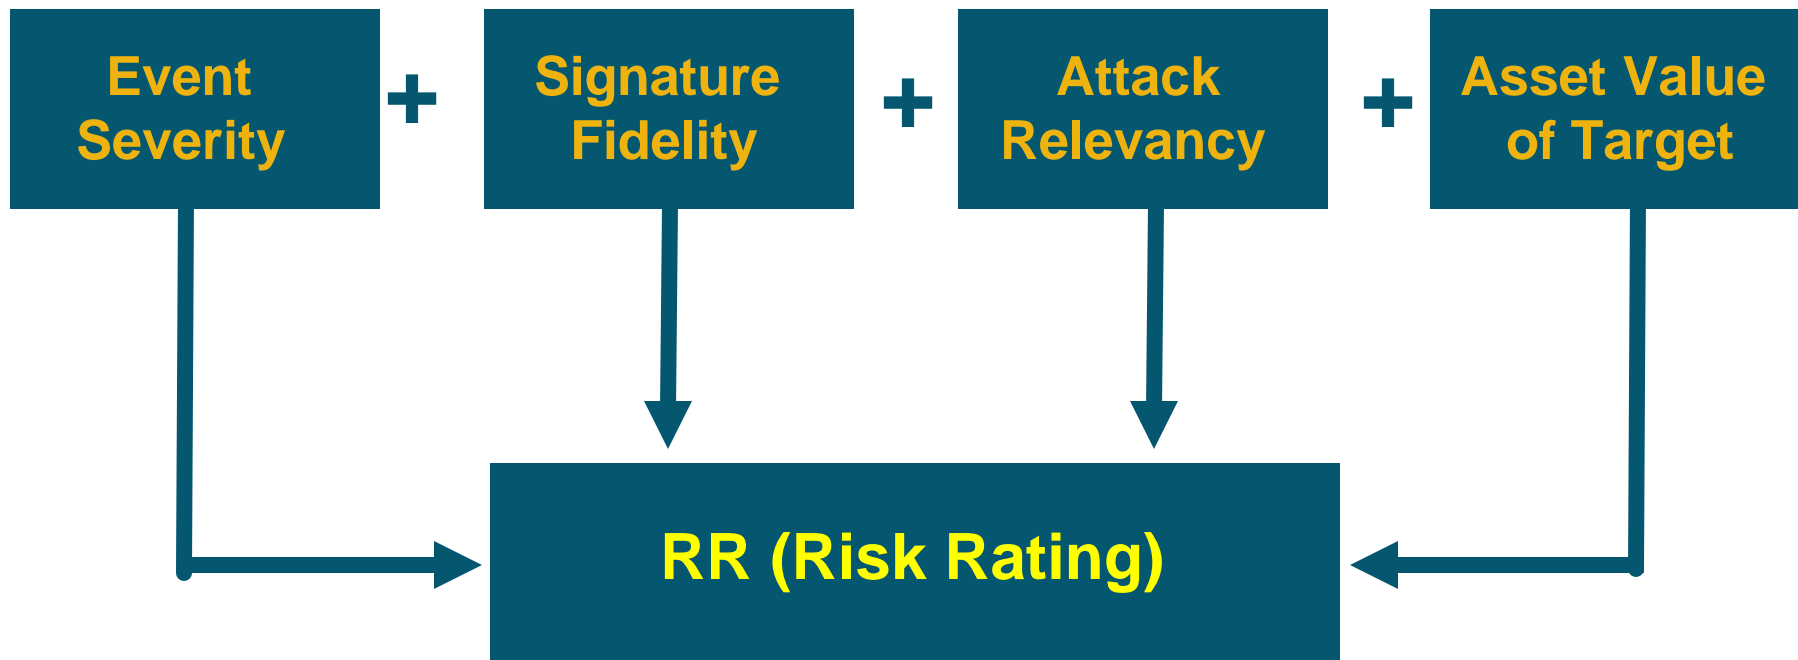 Event
Severity
+
Signature
Fidelity
+
Attack
Relevancy
+
Asset Value
of Target
RR (Risk Rating)